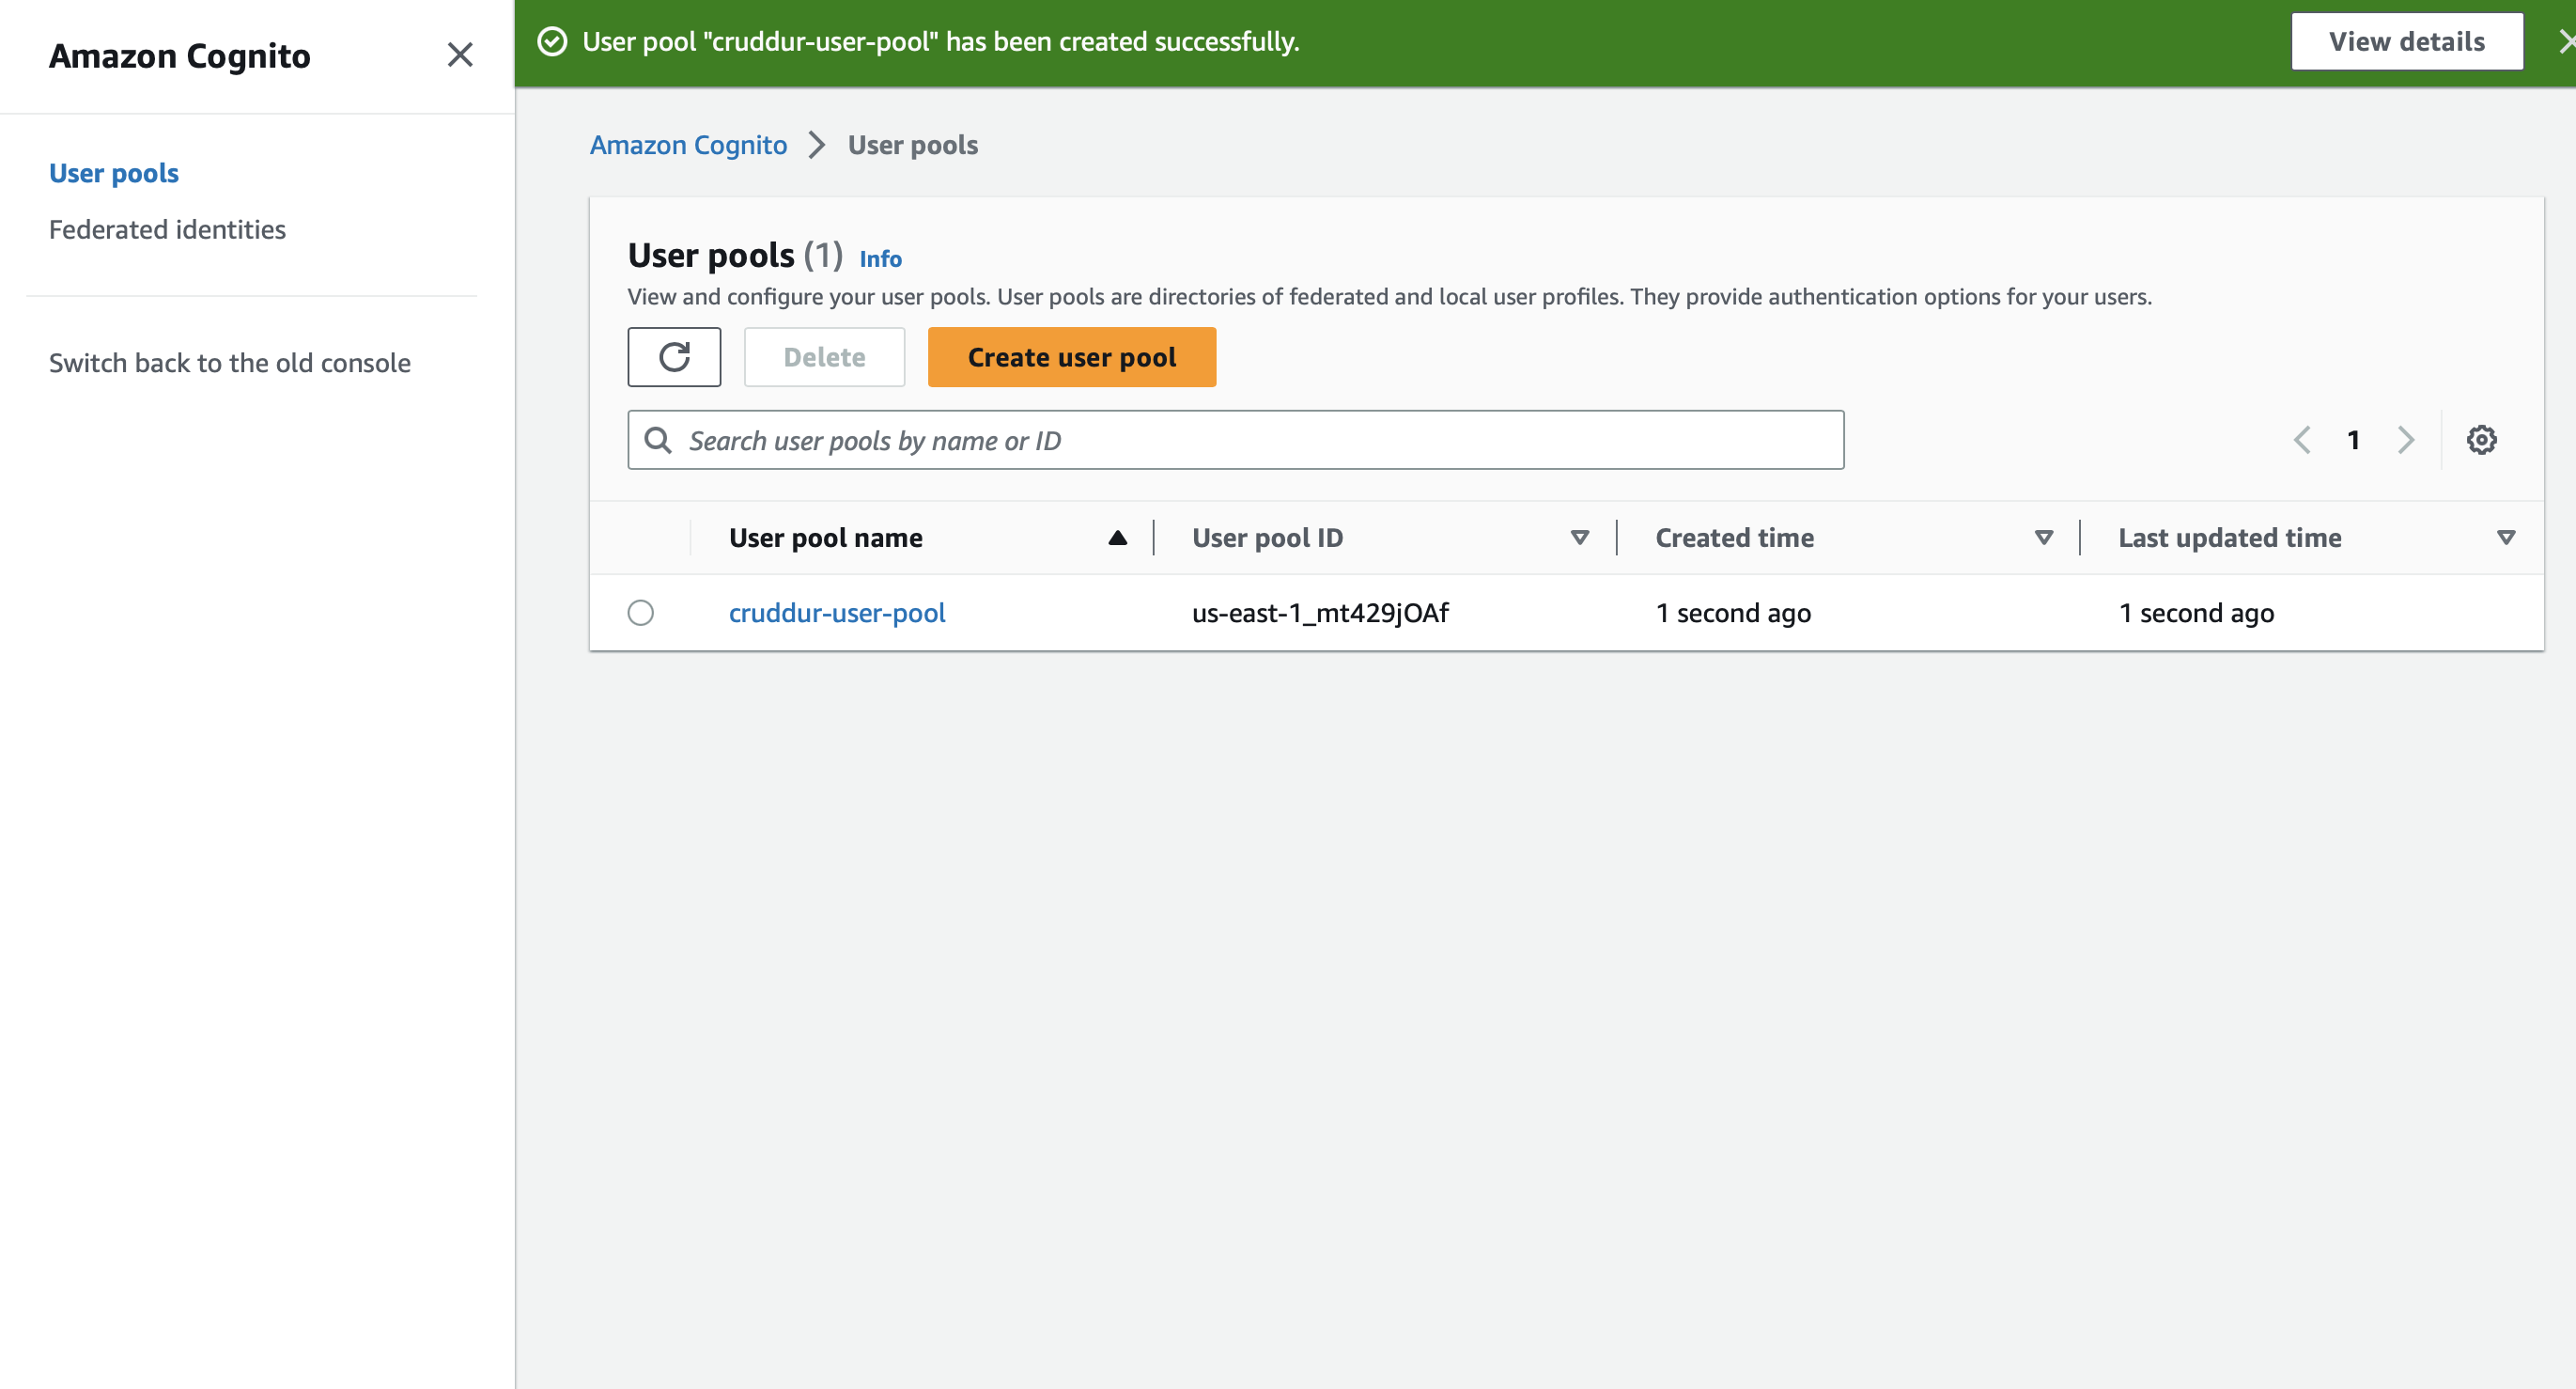 Amazon Cognito
User pools
Federated identities
Switch back to the old console
User pool "cruddur-user-pool" has been created successfully.
View details
Amazon Cognito
User pools
User pools (1) Info
View and configure your user pools. User pools are directories of federated and local user profiles. They provide authentication options for your users.
Delete
Create user pool
Search user pools by name or ID
1
User pool name
User pool ID
Created time
Last updated time
cruddur-user-pool
us-east-1_mt429jOAf
1 second ago
1 second ago